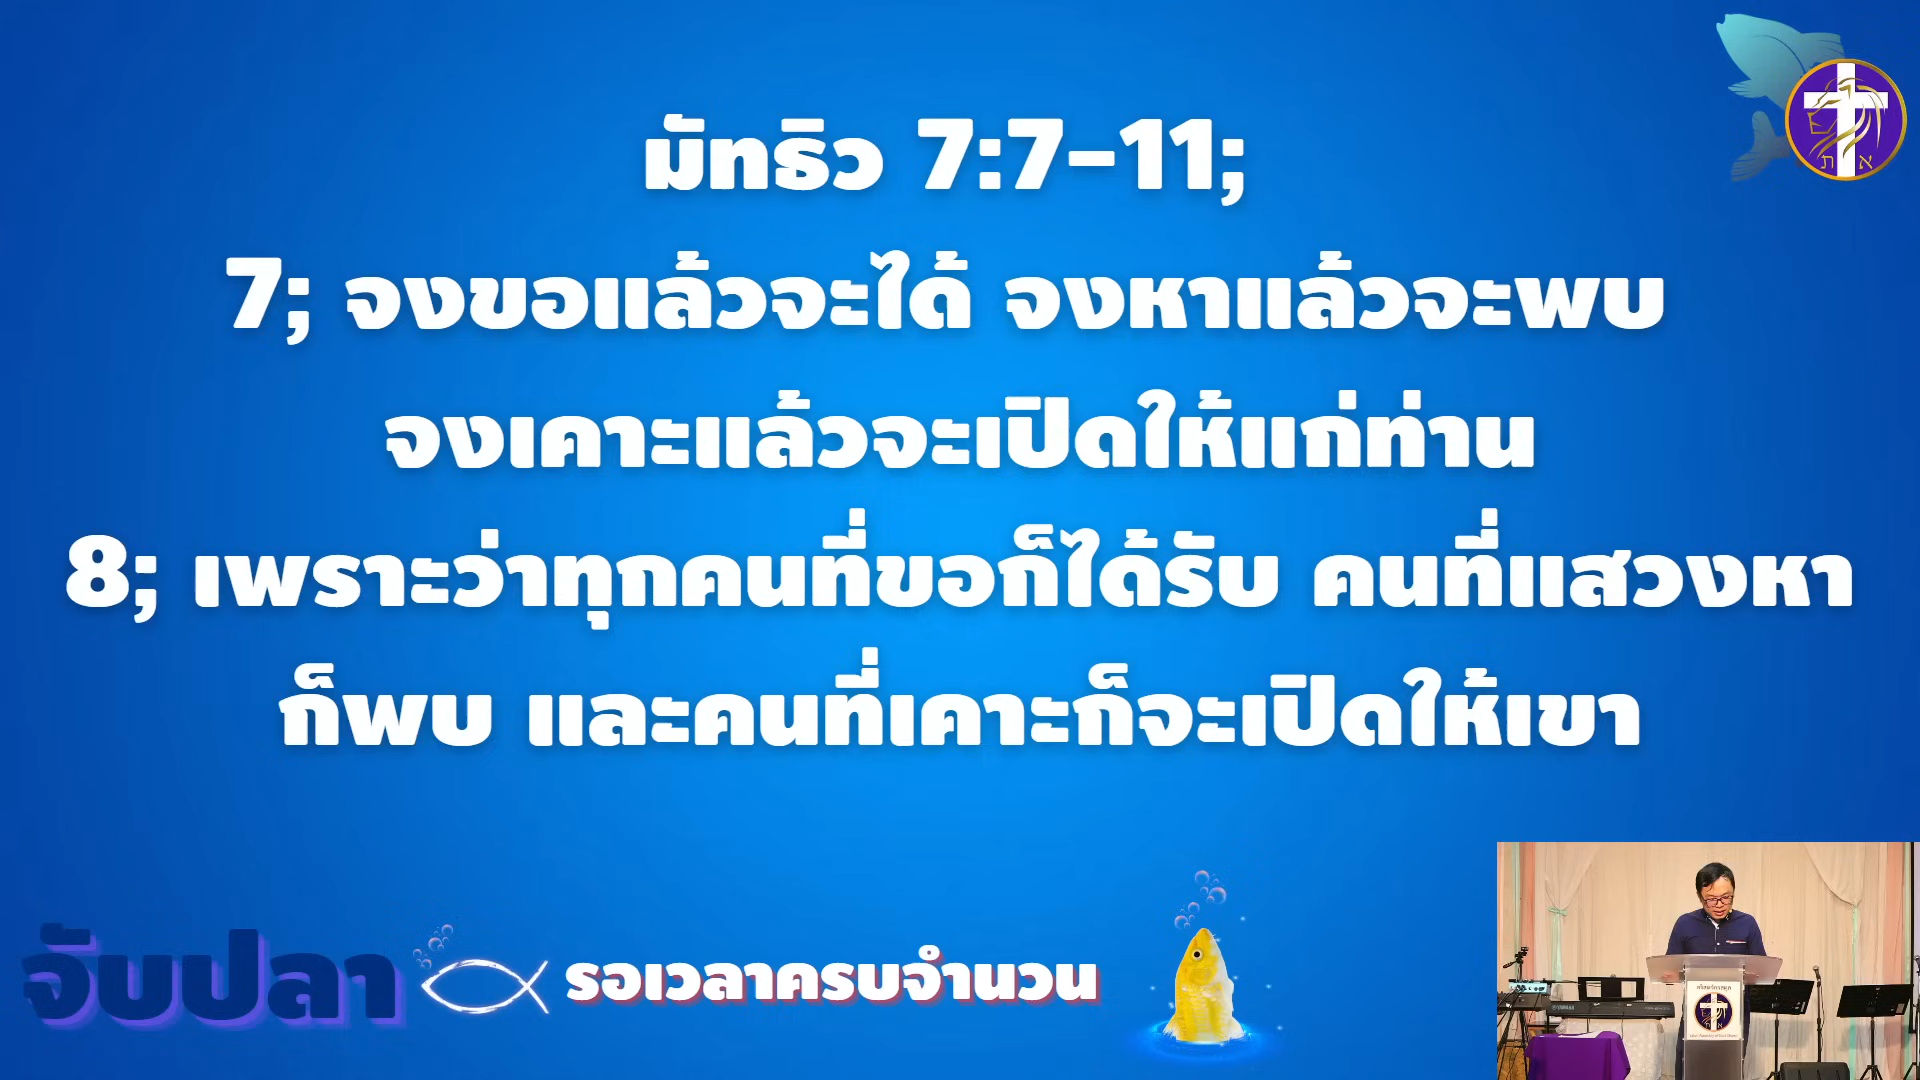 มัทธิว 7:7-11;
7; จงขอแล้วจะได้ จงหาแล้วจะพบ
จงเคาะแล้วจะเปิดให้แก่ท่าน
8; เพราะว่าทุกคนที่ขอก็ได้รับ คนที่แสวงหา
ก็พบ และคนที่เคาะก็จะเปิดให้เขา
จับปลา รอเวลาครบจำนวน
ת א
YAMAHA